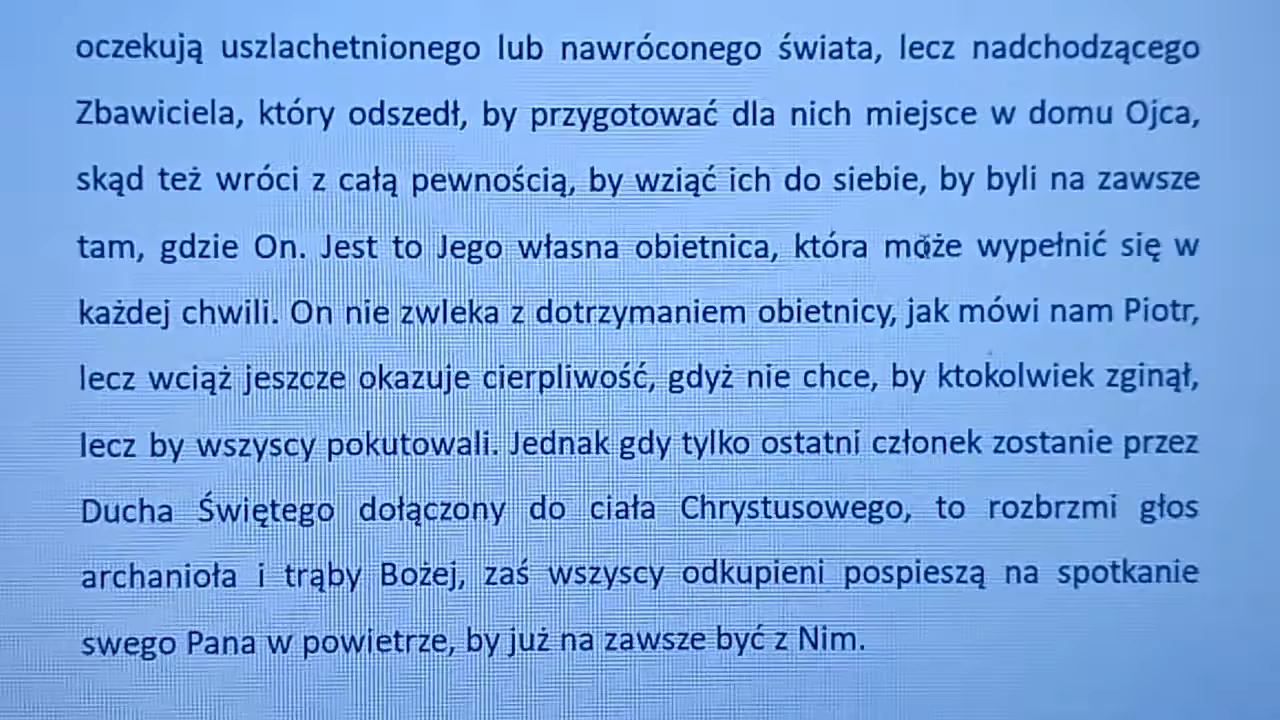 oczekują uszlachetnionego lub nawróconego świata, lecz nadchodzącego
Zbawiciela, który odszedł, by przygotować dla nich miejsce w domu Ojca,
skąd też wróci z całą pewnością, by wziąć ich do siebie, by byli na zawsze
tam, gdzie On. Jest to Jego własna obietnica, która może wypełnić się w
każdej chwili. On nie zwleka z dotrzymaniem obietnicy, jak mówi nam Piotr,
lecz wciąż jeszcze okazuje cierpliwość, gdyż nie chce, by ktokolwiek zginął,
lecz by wszyscy pokutowali. Jednak gdy tylko ostatni członek zostanie przez
Ducha Świętego dołączony do ciała Chrystusowego, to rozbrzmi głos
archanioła i trąby Bożej, zaś wszyscy odkupieni pospieszą na spotkanie
swego Pana w powietrze, by już na zawsze być z Nim.